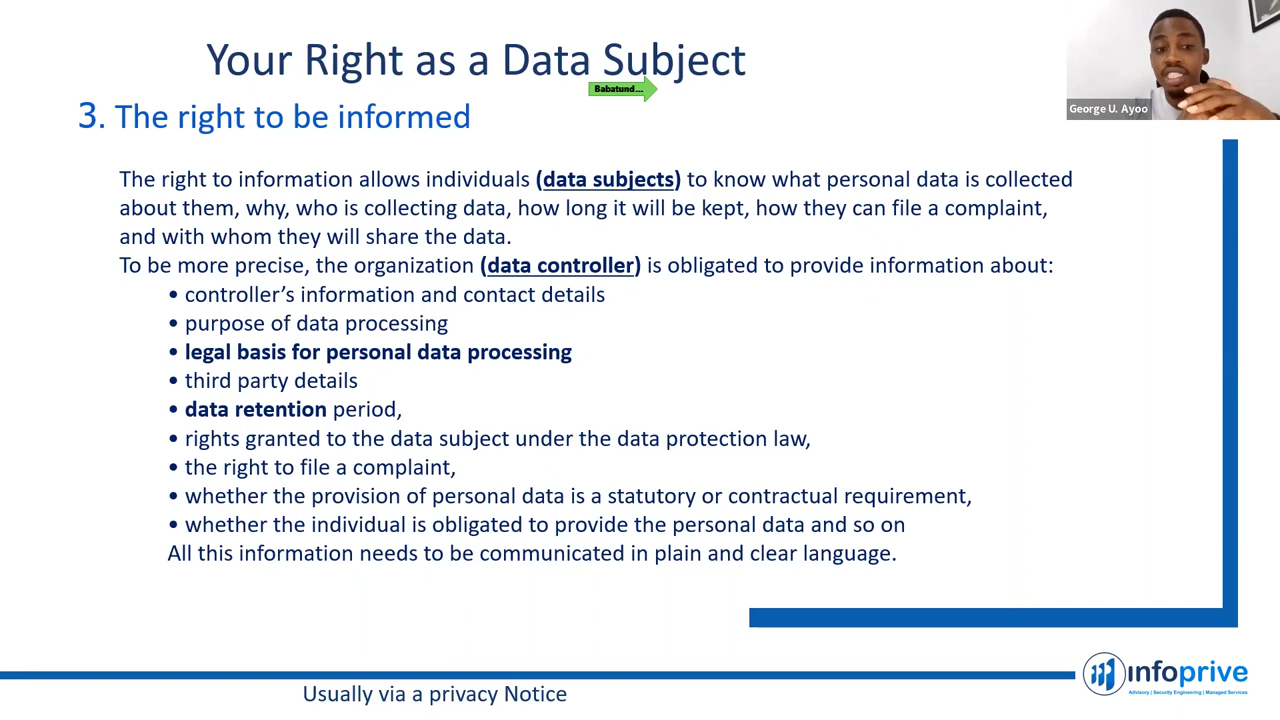 Your Right as a Data Subject
Babatund...
George U. Ayoo
3. The right to be informed
The right to information allows individuals (data subjects) to know what personal data is collected
about them, why, who is collecting data, how long it will be kept, how they can file a complaint,
and with whom they will share the data.
To be more precise, the organization (data controller) is obligated to provide information about:
• controller’s information and contact details
• purpose of data processing
• legal basis for personal data processing
• third party details
• data retention period,
• rights granted to the data subject under the data protection law,
• the right to file a complaint,
• whether the provision of personal data is a statutory or contractual requirement,
• whether the individual is obligated to provide the personal data and so on
All this information needs to be communicated in plain and clear language.
Usually via a privacy Notice
infoprive
Advisory | Security Engineering | Managed Services